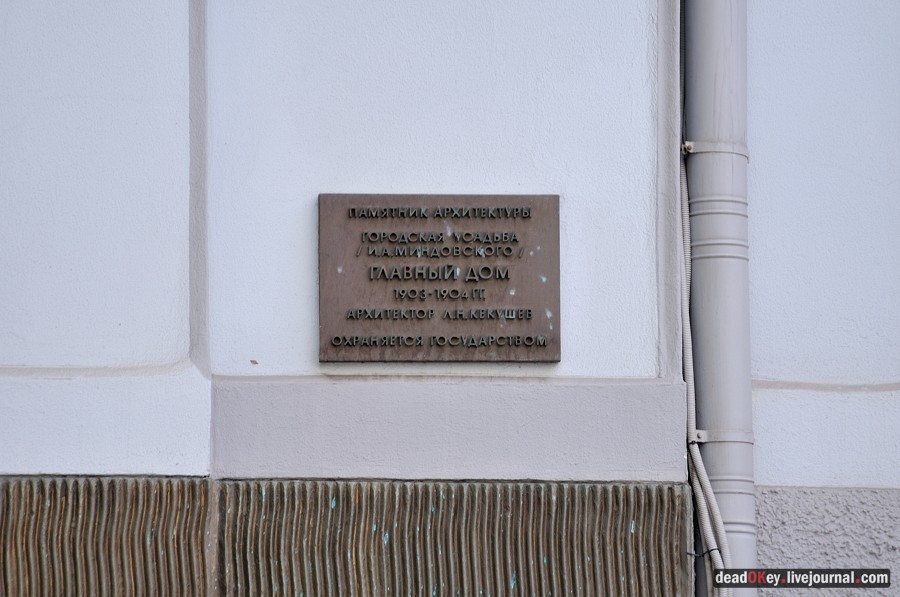 ПАМЯТНИК АРХИТЕКТУРЫ
ГОРОДСКАЯ УСАДЬБА
/ И.А.МИНДОВСКОГО /
ГЛАВНЫЙ ДОМ
1903-1904 ГГ.
АРХИТЕКТОР Л.Н.КЕКУШЕВ
ОХРАНЯЕТСЯ ГОСУДАРСТВОМ
deadOKey.livejournal.com